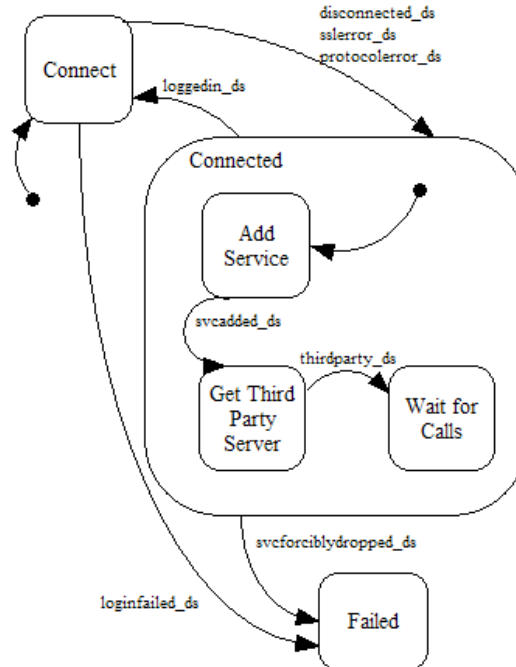 disconnected_ds
sslerror_ds
protocolerror_ds
Connect
loggedin_ds
Connected
Add
Service
svcadded_ds
thirdparty_ds
Get Third
Party
Server
Wait for
Calls
svcforciblydropped_ds
loginfailed_ds
Failed